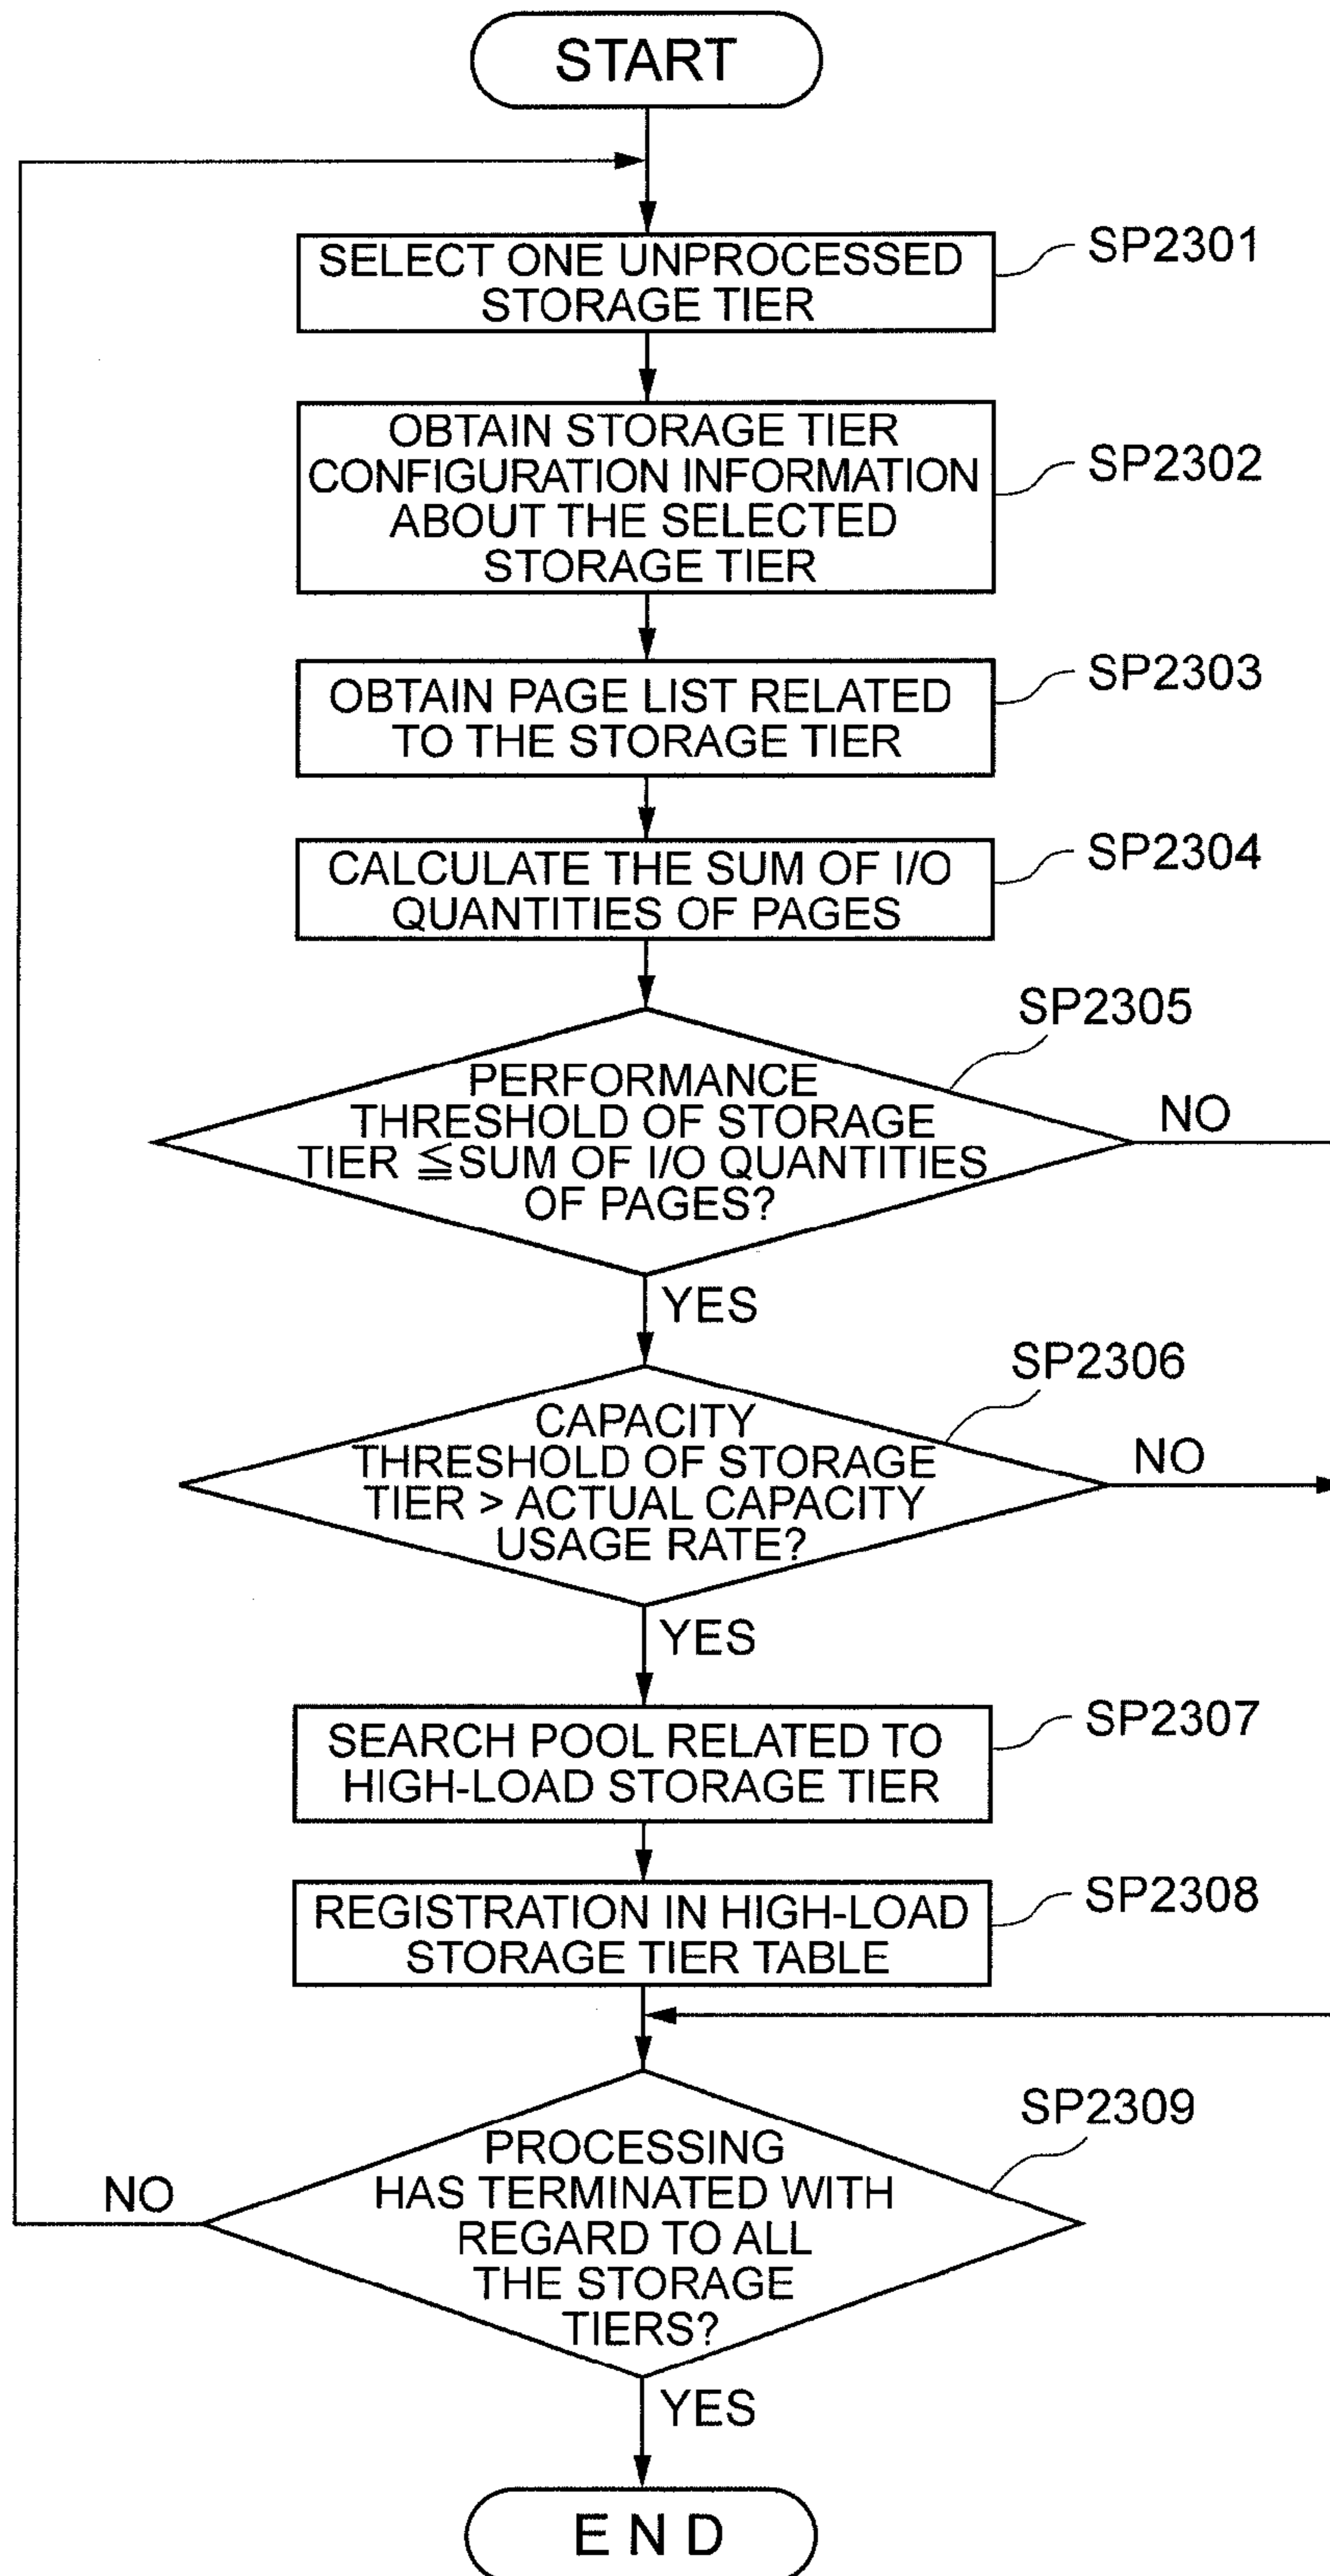 START
SELECT ONE UNPROCESSED
STORAGE TIER
SP2301
OBTAIN STORAGE TIER
CONFIGURATION INFORMATION
ABOUT THE SELECTED
STORAGE TIER
SP2302
OBTAIN PAGE LIST RELATED
TO THE STORAGE TIER
SP2303
CALCULATE THE SUM OF I/O
QUANTITIES OF PAGES
SP2304
SP2305
PERFORMANCE
THRESHOLD OF STORAGE
TIER ≦SUM OF I/O QUANTITIES
OF PAGES?
NO
YES
SP2306
CAPACITY
THRESHOLD OF STORAGE
TIER > ACTUAL CAPACITY
USAGE RATE?
NO
YES
SEARCH POOL RELATED TO
HIGH-LOAD STORAGE TIER
SP2307
REGISTRATION IN HIGH-LOAD
STORAGE TIER TABLE
SP2308
SP2309
PROCESSING
HAS TERMINATED WITH
REGARD TO ALL
THE STORAGE
TIERS?
NO
YES
END